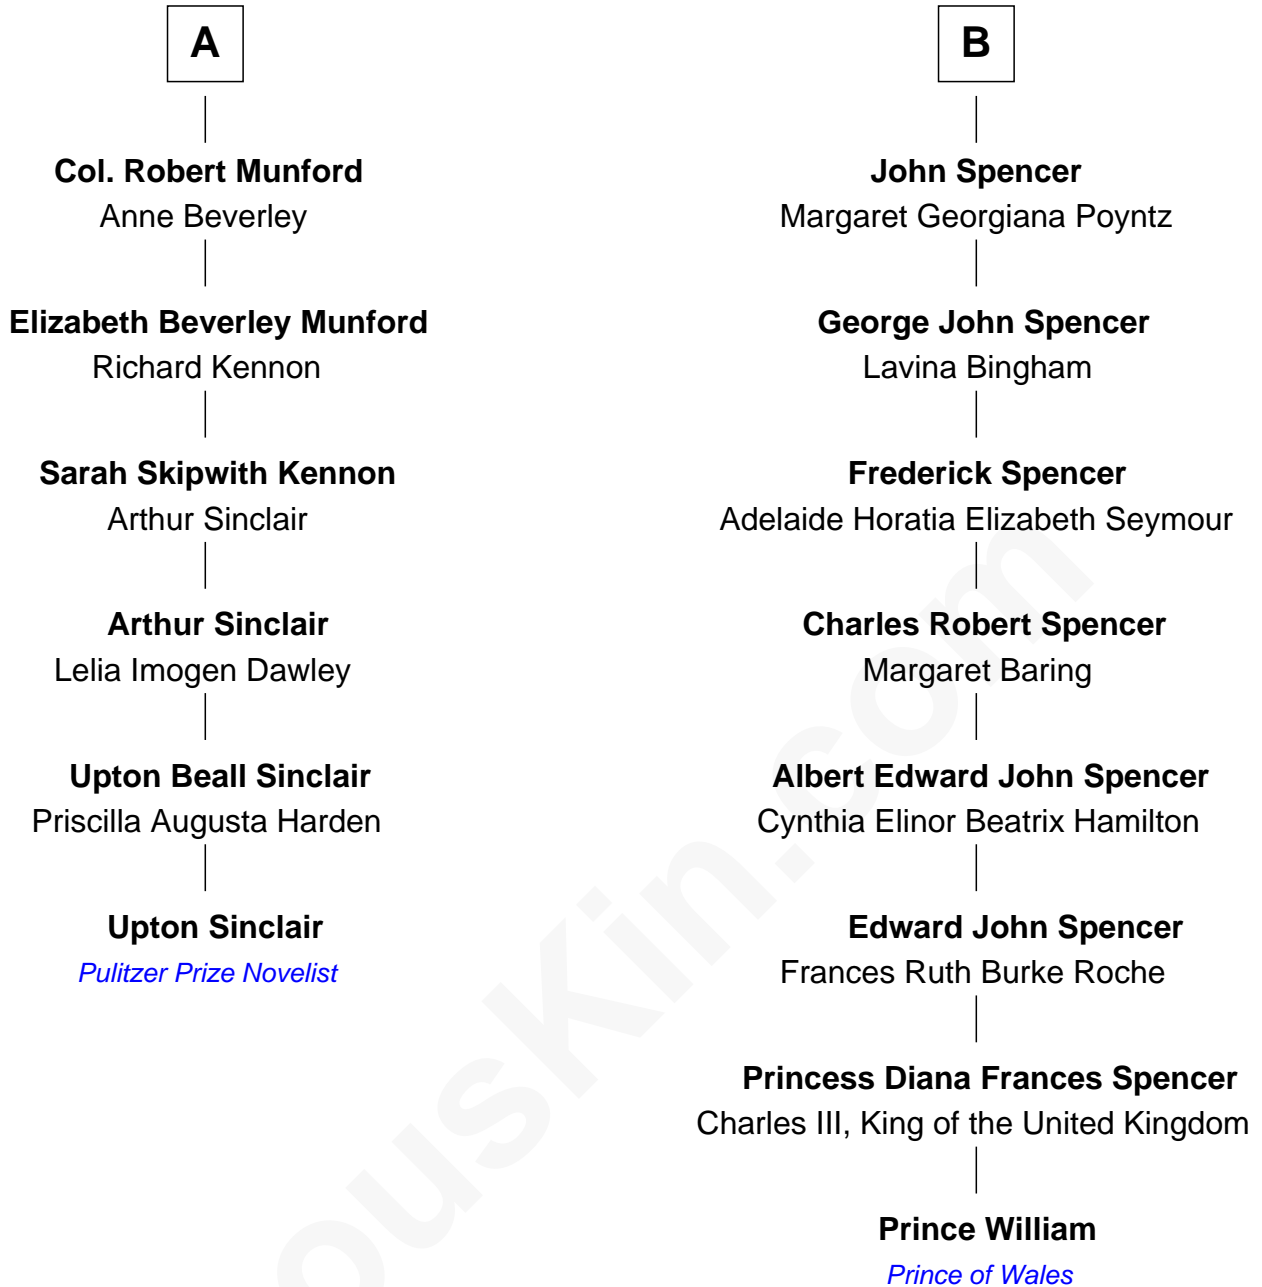 A
Col. Robert Munford
Anne Beverley
Elizabeth Beverley Munford
Richard Kennon
Sarah Skipwith Kennon
Arthur Sinclair
Arthur Sinclair
Lelia Imogen Dawley
Upton Beall Sinclair
Priscilla Augusta Harden
Upton Sinclair
Pulitzer Prize Novelist
B
John Spencer
Margaret Georgiana Poyntz
George John Spencer
Lavina Bingham
Frederick Spencer
Adelaide Horatia Elizabeth Seymour
Charles Robert Spencer
Margaret Baring
Albert Edward John Spencer
Cynthia Elinor Beatrix Hamilton
Edward John Spencer
Frances Ruth Burke Roche
Princess Diana Frances Spencer
Charles III, King of the United Kingdom
Prince William
Prince of Wales
ousKin.com